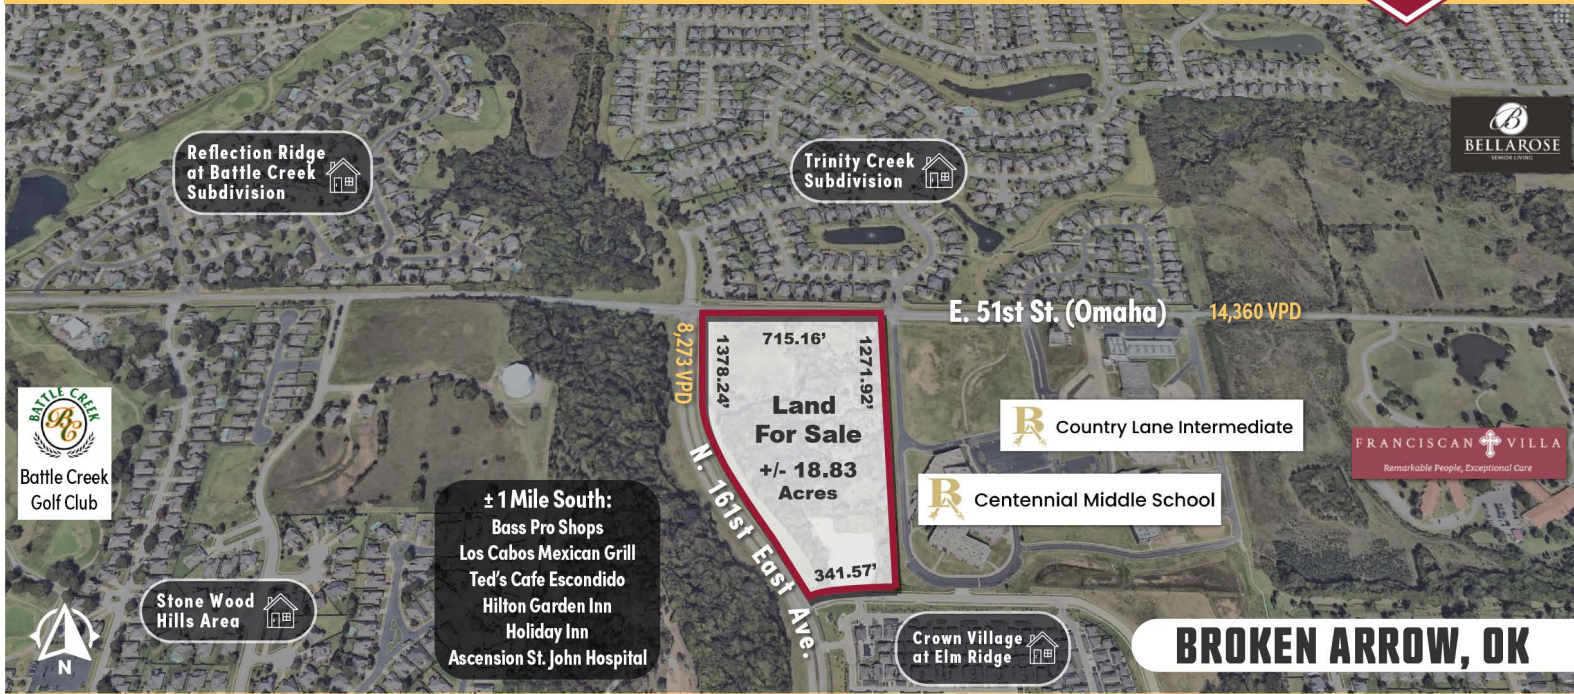 BELLAROSE
SENIOR LIVING
Reflection Ridge
at Battle Creek
Subdivision
Trinity Creek
Subdivision
E. 51st St. (Omaha)
14,360 VPD
8,273 VPD
715.16'
1378.24'
1271.92'
Land
For Sale
+/- 18.83
Acres
341.57'
N. 161st East Ave.
Country Lane Intermediate
Centennial Middle School
FRANCISCAN VILLA
Remarkable People, Exceptional Care
BATTLE CREEK
BC
Battle Creek
Golf Club
± 1 Mile South:
Bass Pro Shops
Los Cabos Mexican Grill
Ted's Cafe Escondido
Hilton Garden Inn
Holiday Inn
Ascension St. John Hospital
Stone Wood
Hills Area
N
Crown Village
at Elm Ridge
BROKEN ARROW, OK